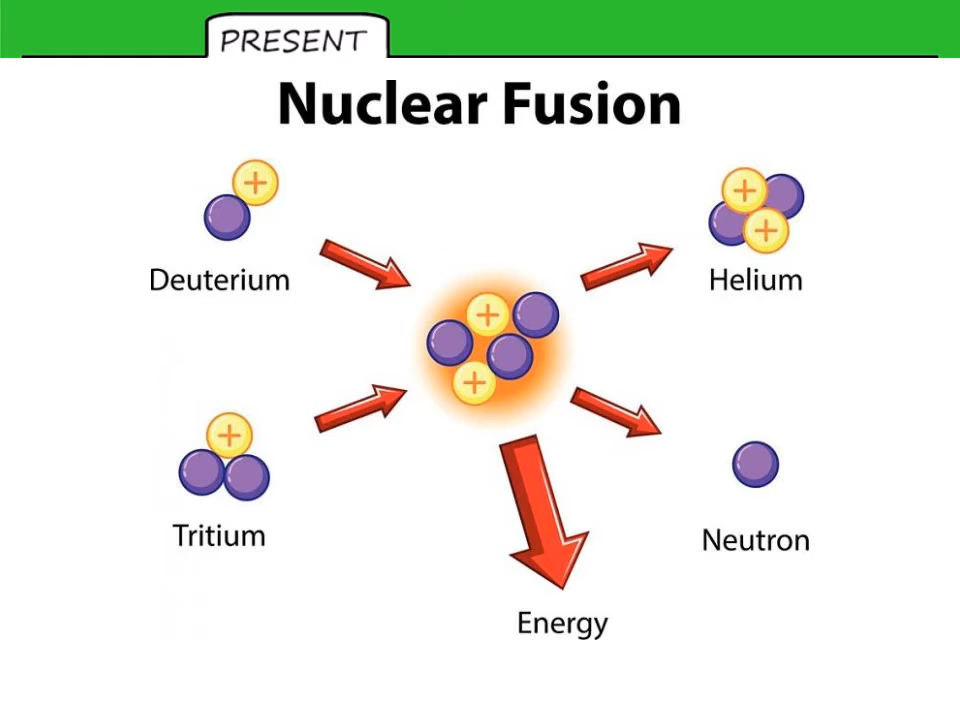 PRESENT
Nuclear Fusion
+
+
Deuterium
Helium
+
+
+
+
Tritium
Neutron
Energy